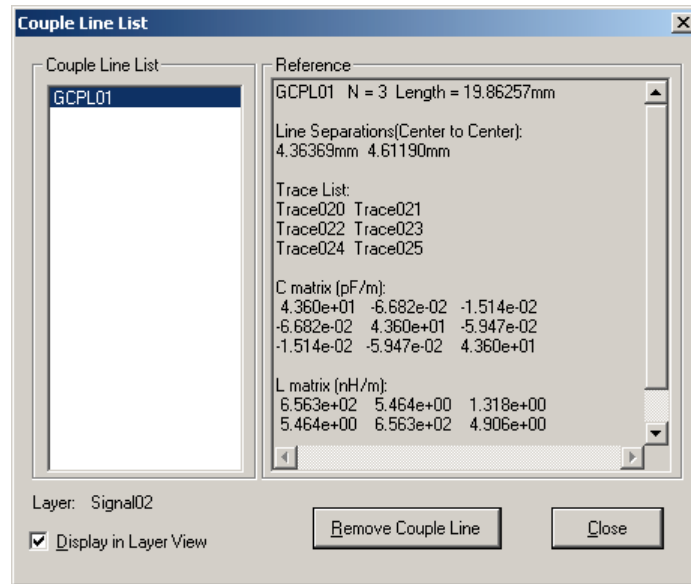 Couple Line List
Couple Line List
GCPL01
Reference
GCPL01 N = 3 Length = 19.86257mm
Line Separations(Center to Center):
4.36369mm 4.61190mm
Trace List:
Trace020 Trace021
Trace022 Trace023
Trace024 Trace025
C matrix (pF/m):
4.360e+01 -6.682e-02 -1.514e-02
-6.682e-02 4.360e+01 -5.947e-02
-1.514e-02 -5.947e-02 4.360e+01
L matrix (nH/m):
6.563e+02 5.464e+00 1.318e+00
5.464e+00 6.563e+02 4.906e+00
Layer: Signal02
Display in Layer View
Remove Couple Line
Close